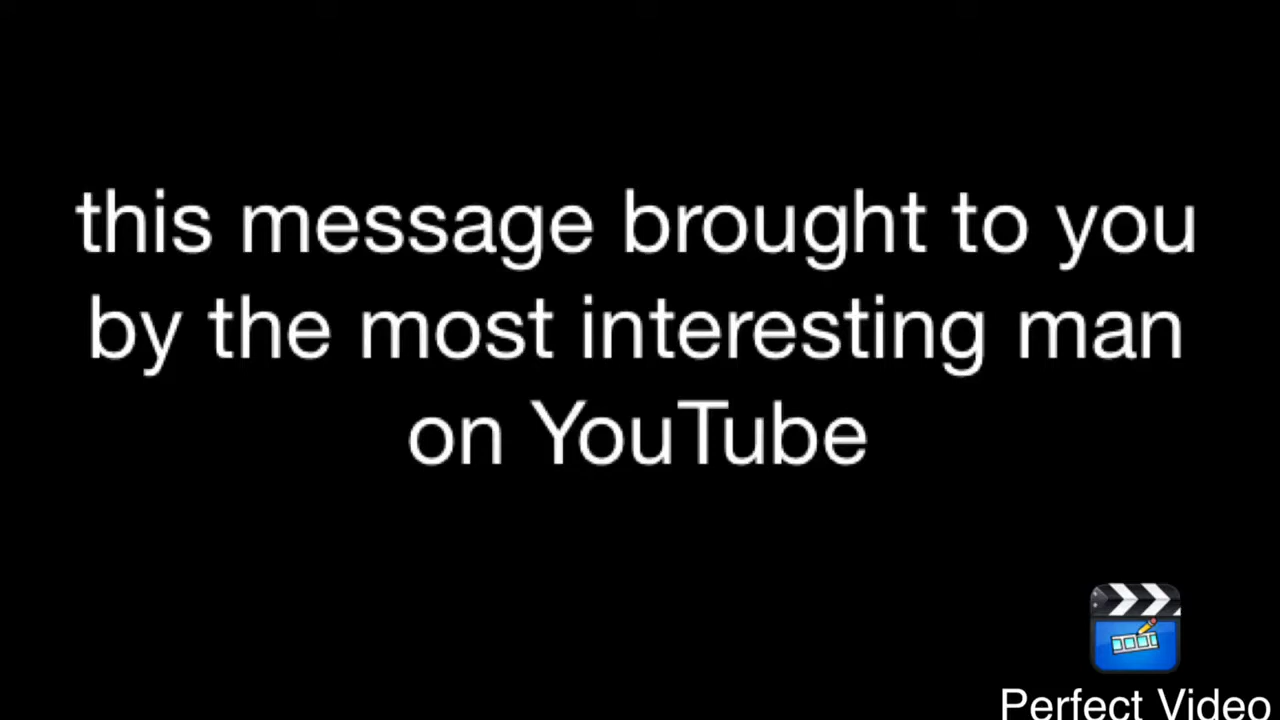 this message brought to you
by the most interesting man
on YouTube
Perfect Video